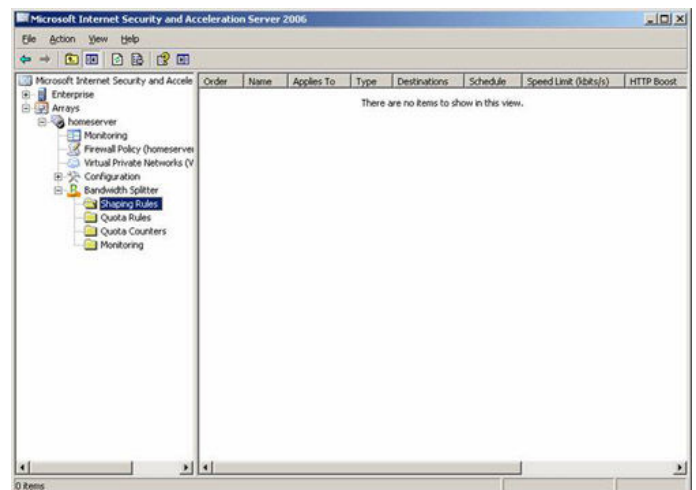 Microsoft Internet Security and Acceleration Server 2006
File Action View Help
Microsoft Internet Security and Accele
Enterprise
Arrays
homeserver
Monitoring
Firewall Policy (homeserver
Virtual Private Networks (V
Configuration
Bandwidth Splitter
Shaping Rules
Quota Rules
Quota Counters
Monitoring
Order Name Applies To Type Destinations Schedule Speed Limit (kbits/s) HTTP Boost
There are no items to show in this view.
0 items